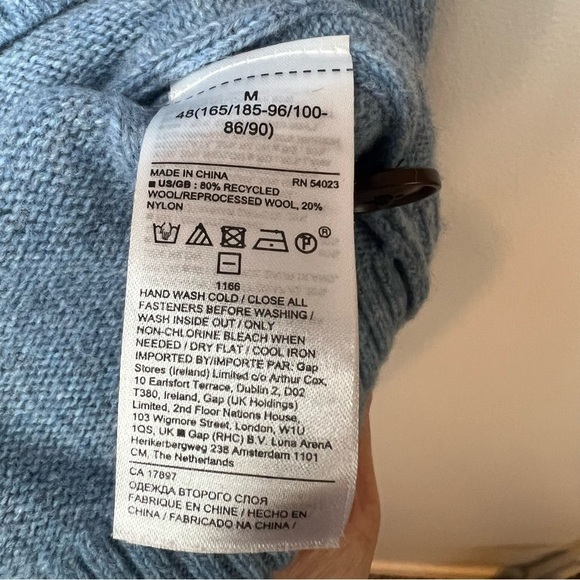 M
48(165/185-96/100-
86/90)
MADE IN CHINA RN 54023
■ US/GB : 80% RECYCLED
WOOL/REPROCESSED WOOL, 20%
NYLON
P ®
1166
HAND WASH COLD / CLOSE ALL
FASTENERS BEFORE WASHING /
WASH INSIDE OUT / ONLY
NON-CHLORINE BLEACH WHEN
NEEDED / DRY FLAT / COOL IRON
IMPORTED BY/IMPORTE PAR: Gap
Stores (Ireland) Limited c/o Arthur Cox,
10 Earlsfort Terrace, Dublin 2, D02
T380, Ireland, Gap (UK Holdings)
Limited, 2nd Floor Nations House,
103 Wigmore Street, London, W1U
1QS, UK ■ Gap (RHC) B.V. Luna ArenA
Herikerbergweg 238 Amsterdam 1101
CM, The Netherlands
CA 17897
ОДЕЖДА ВТОРОГО СЛОЯ
FABRIQUE EN CHINE / HECHO EN
CHINA / FABRICADO NA CHINA /